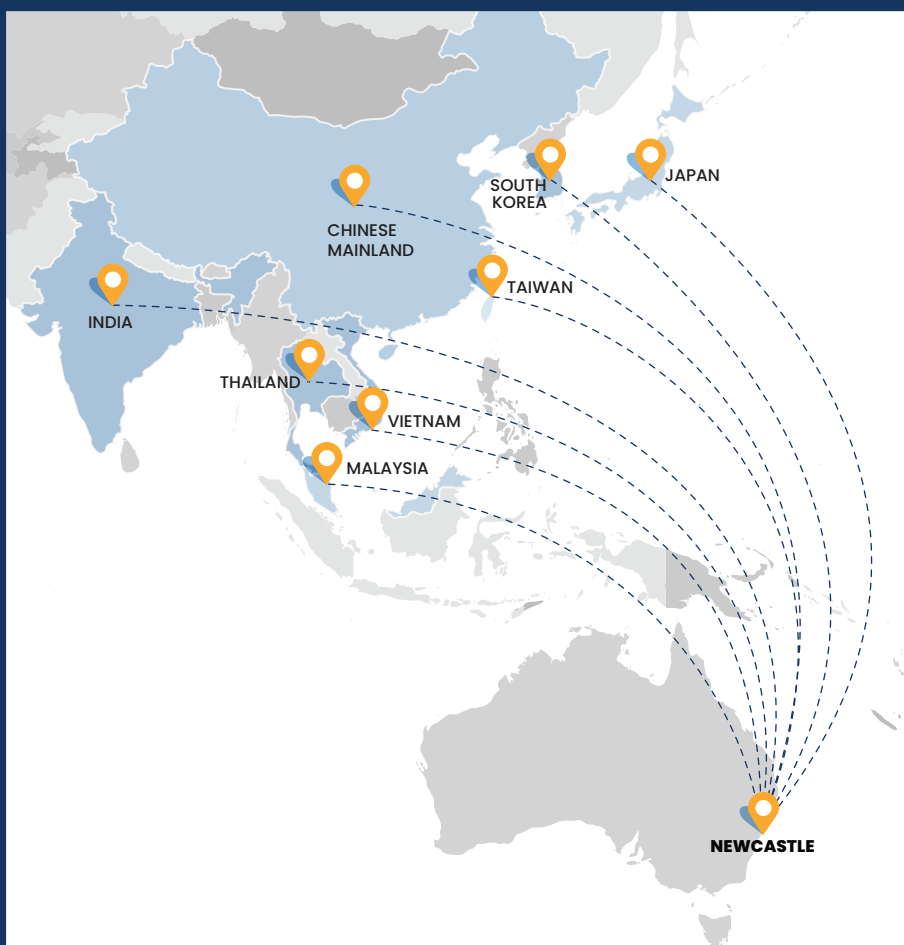 JAPAN
SOUTH
KOREA
CHINESE
MAINLAND
TAIWAN
INDIA
THAILAND
VIETNAM
MALAYSIA
NEWCASTLE